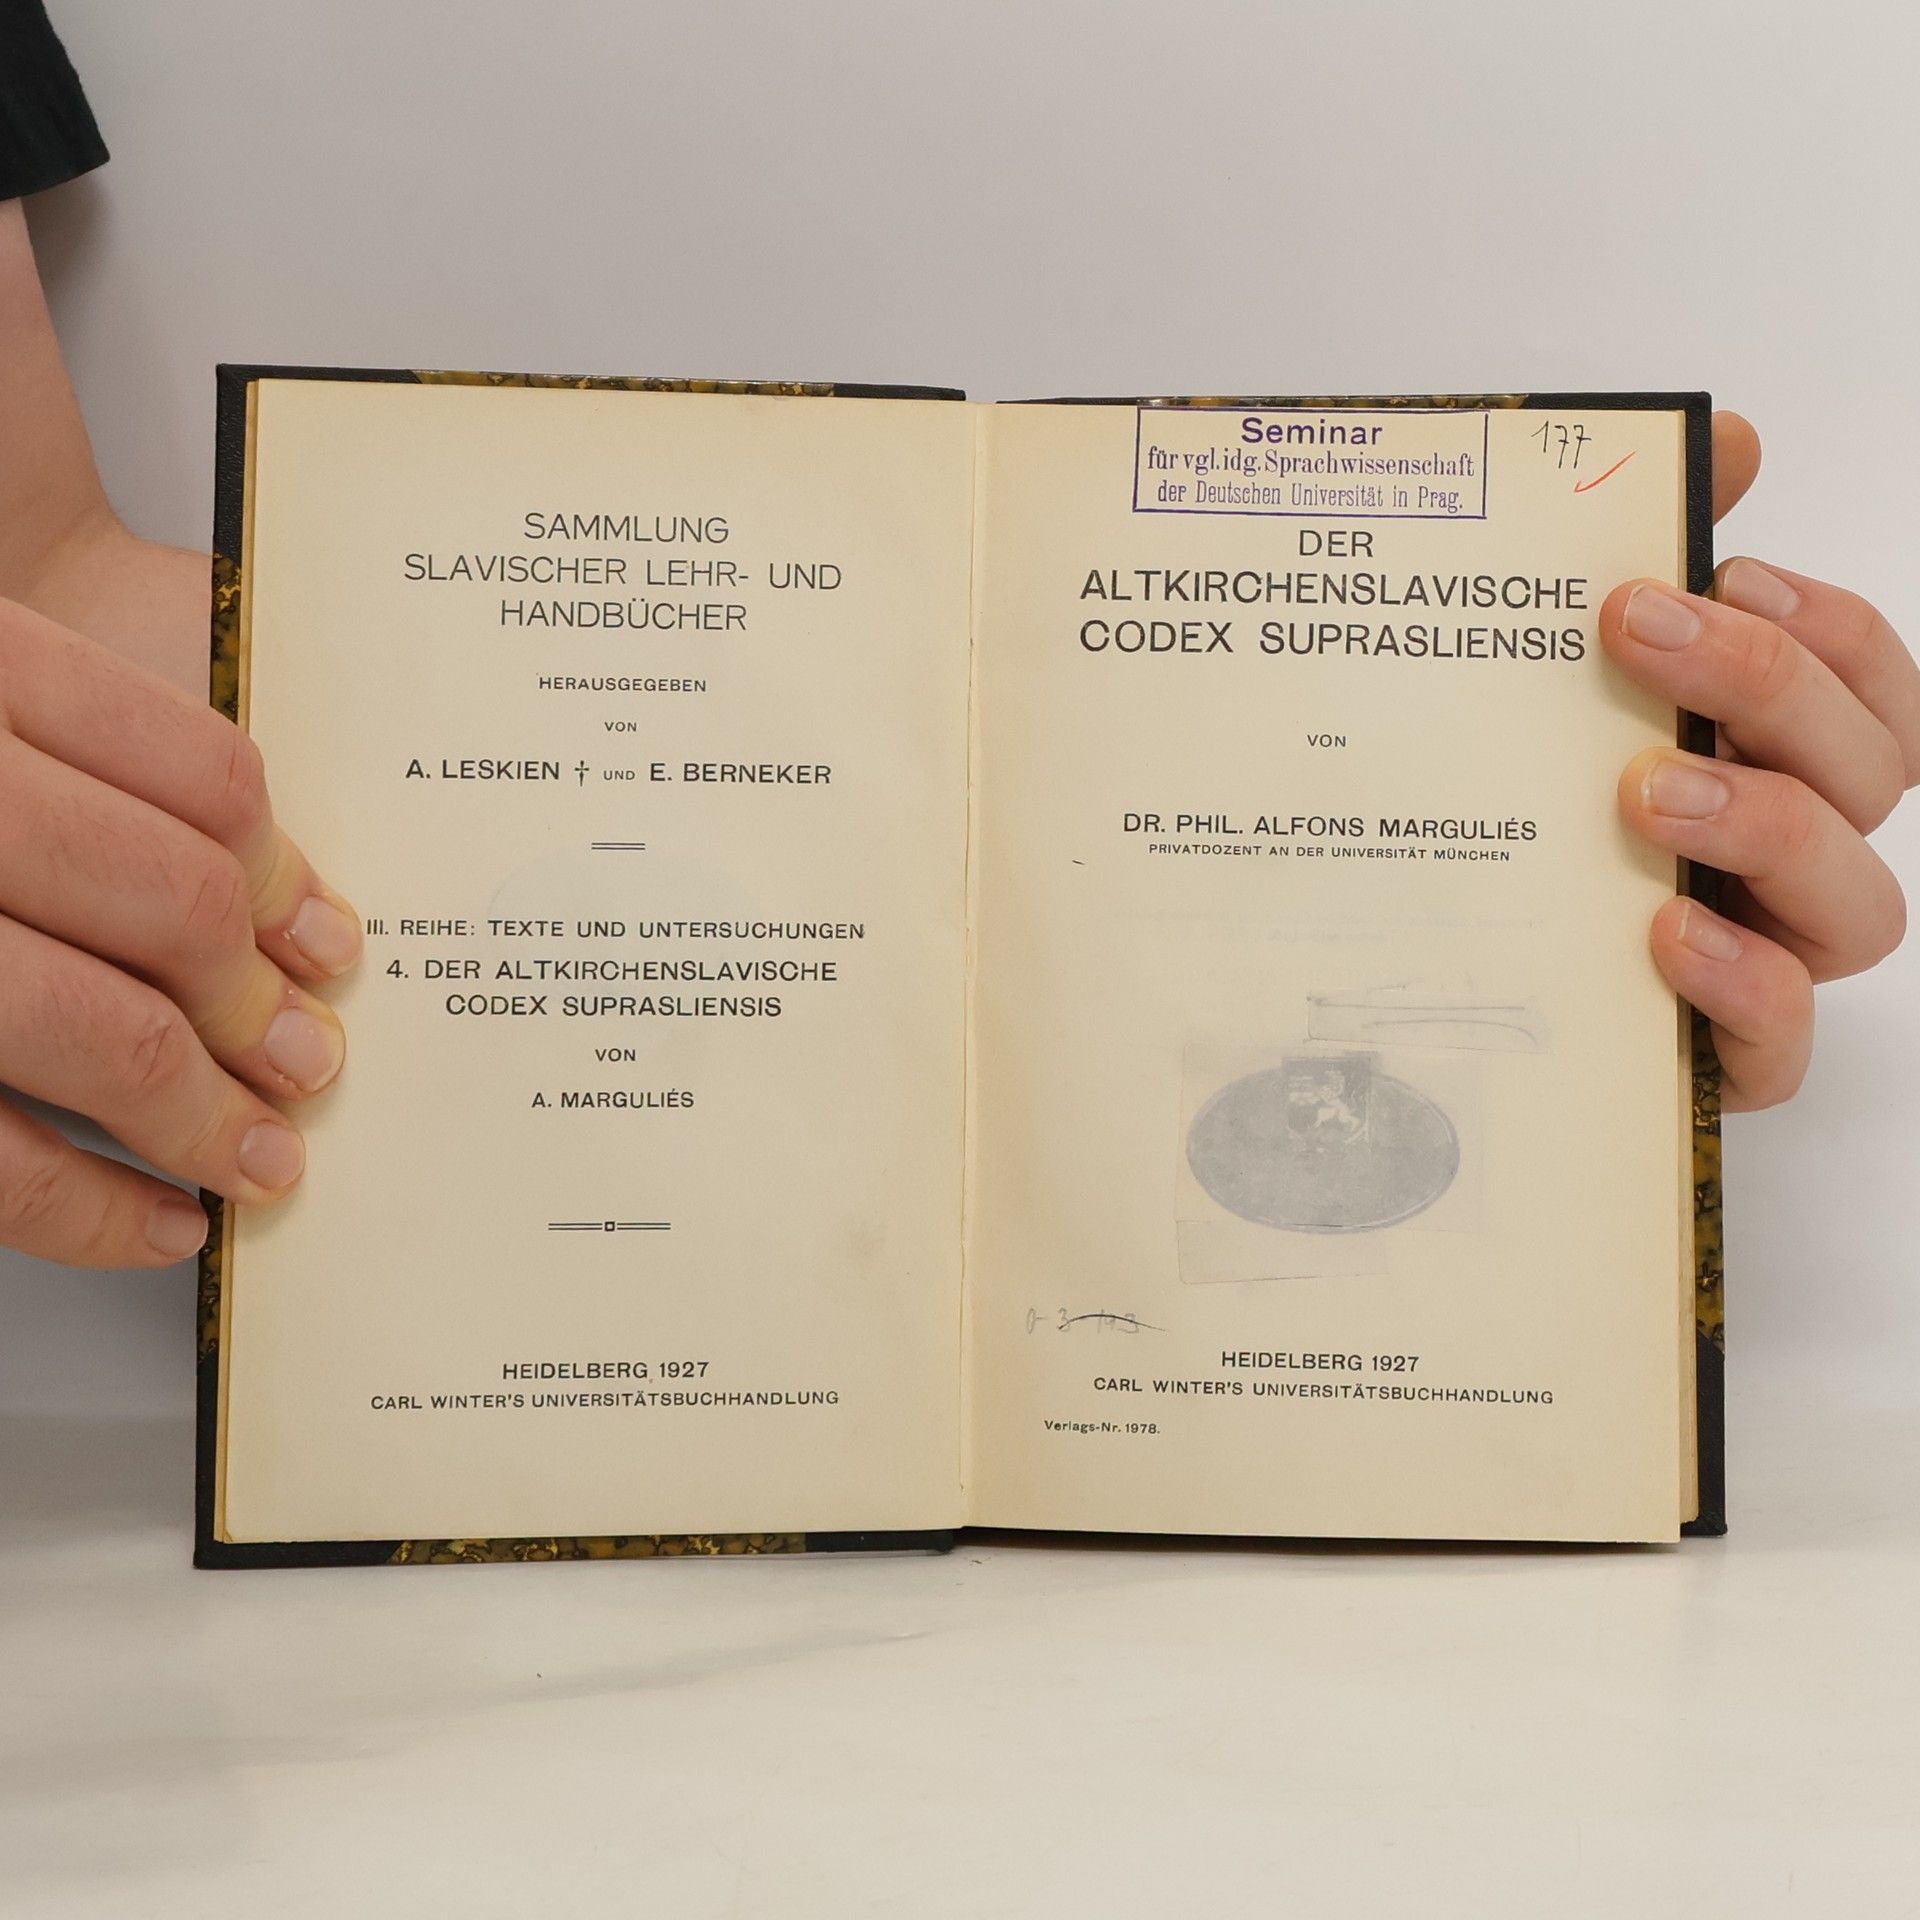 SAMMLUNG
SLAVISCHER LEHR- UND
HANDBÜCHER
HERAUSGEGEBEN
VON
A. LESKIEN † UND E. BERNEKER
III. REIHE: TEXTE UND UNTERSUCHUNGEN
4. DER ALTKIRCHENSLAVISCHE
CODEX SUPRASLIENSIS
VON
A. MARGULIÉS
HEIDELBERG 1927
CARL WINTER'S UNIVERSITÄTSBUCHHANDLUNG
Seminar
für vgl.idg.Sprachwissenschaft
der Deutschen Universität in Prag.
177
DER
ALTKIRCHENSLAVISCHE
CODEX SUPRASLIENSIS
VON
DR. PHIL. ALFONS MARGULIÉS
PRIVATDOZENT AN DER UNIVERSITÄT MÜNCHEN
HEIDELBERG 1927
CARL WINTER'S UNIVERSITÄTSBUCHHANDLUNG
Verlags-Nr. 1978.